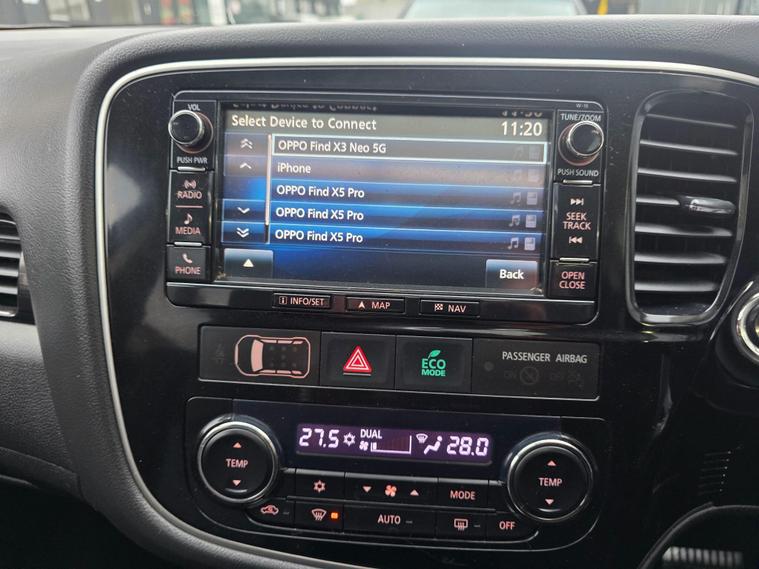 VOL
PUSH PWR
RADIO
MEDIA
PHONE
Select Device to Connect
11:20
OPPO Find X3 Neo 5G
iPhone
OPPO Find X5 Pro
OPPO Find X5 Pro
OPPO Find X5 Pro
Back
W-15
TUNE/ZOOM
PUSH SOUND
SEEK
TRACK
OPEN
CLOSE
INFO/SET
MAP
NAV
ECO
MODE
PASSENGER AIRBAG
ON OFF
27.5 DUAL 28.0
TEMP
TEMP
MODE
AUTO
OFF